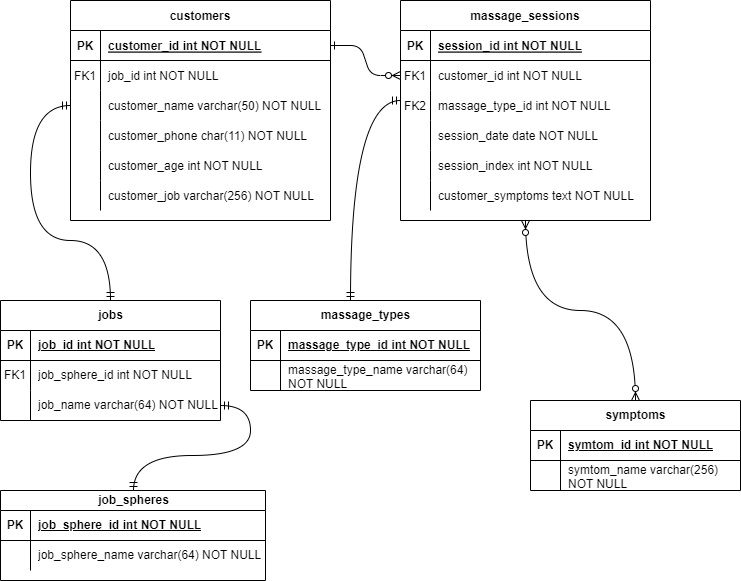 customers
PK customer_id int NOT NULL
FK1 job_id int NOT NULL
customer_name varchar(50) NOT NULL
customer_phone char(11) NOT NULL
customer_age int NOT NULL
customer_job varchar(256) NOT NULL
massage_sessions
PK session_id int NOT NULL
FK1 customer_id int NOT NULL
FK2 massage_type_id int NOT NULL
session_date date NOT NULL
session_index int NOT NULL
customer_symptoms text NOT NULL
jobs
PK job_id int NOT NULL
FK1 job_sphere_id int NOT NULL
job_name varchar(64) NOT NULL
massage_types
PK massage_type_id int NOT NULL
massage_type_name varchar(64)
NOT NULL
symptoms
PK symtom_id int NOT NULL
symtom_name varchar(256)
NOT NULL
job_spheres
PK job_sphere_id int NOT NULL
job_sphere_name varchar(64) NOT NULL